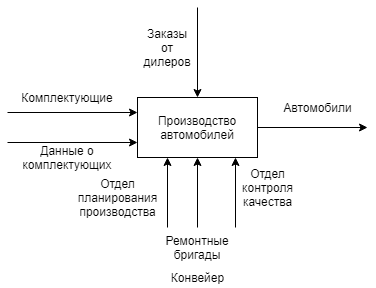 Заказы
от
дилеров
Комплектующие
Данные о
комплектующих
Производство
автомобилей
Автомобили
Отдел
планирования
производства
Отдел
контроля
качества
Ремонтные
бригады
Конвейер